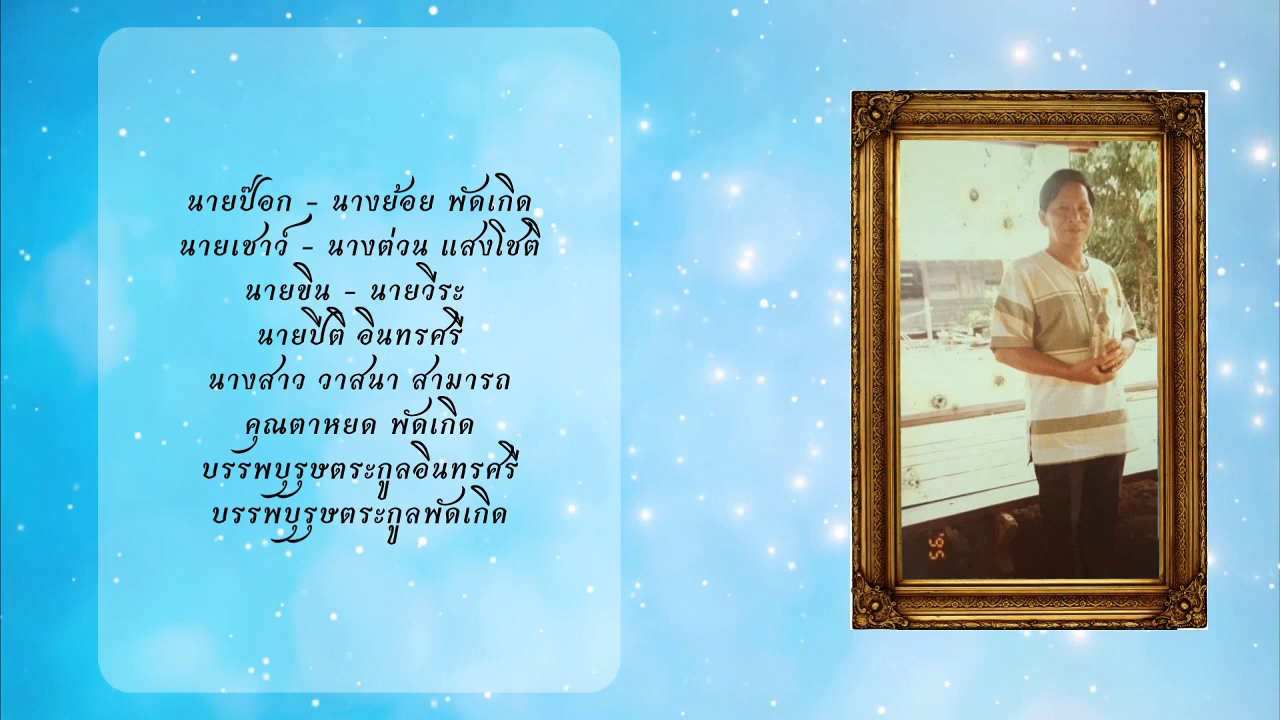 นายป๊อก - นางย้อย พัดเกิด
นายเชาว์ - นางต่วน แสงโชติ
นายขิน - นายวีระ
นายปีติ อินทรศรี
นางสาว วาสนา สามารถ
คุณตาหยด พัดเกิด
บรรพบุรุษตระกูลอินทรศรี
บรรพบุรุษตระกูลพัดเกิด
'95